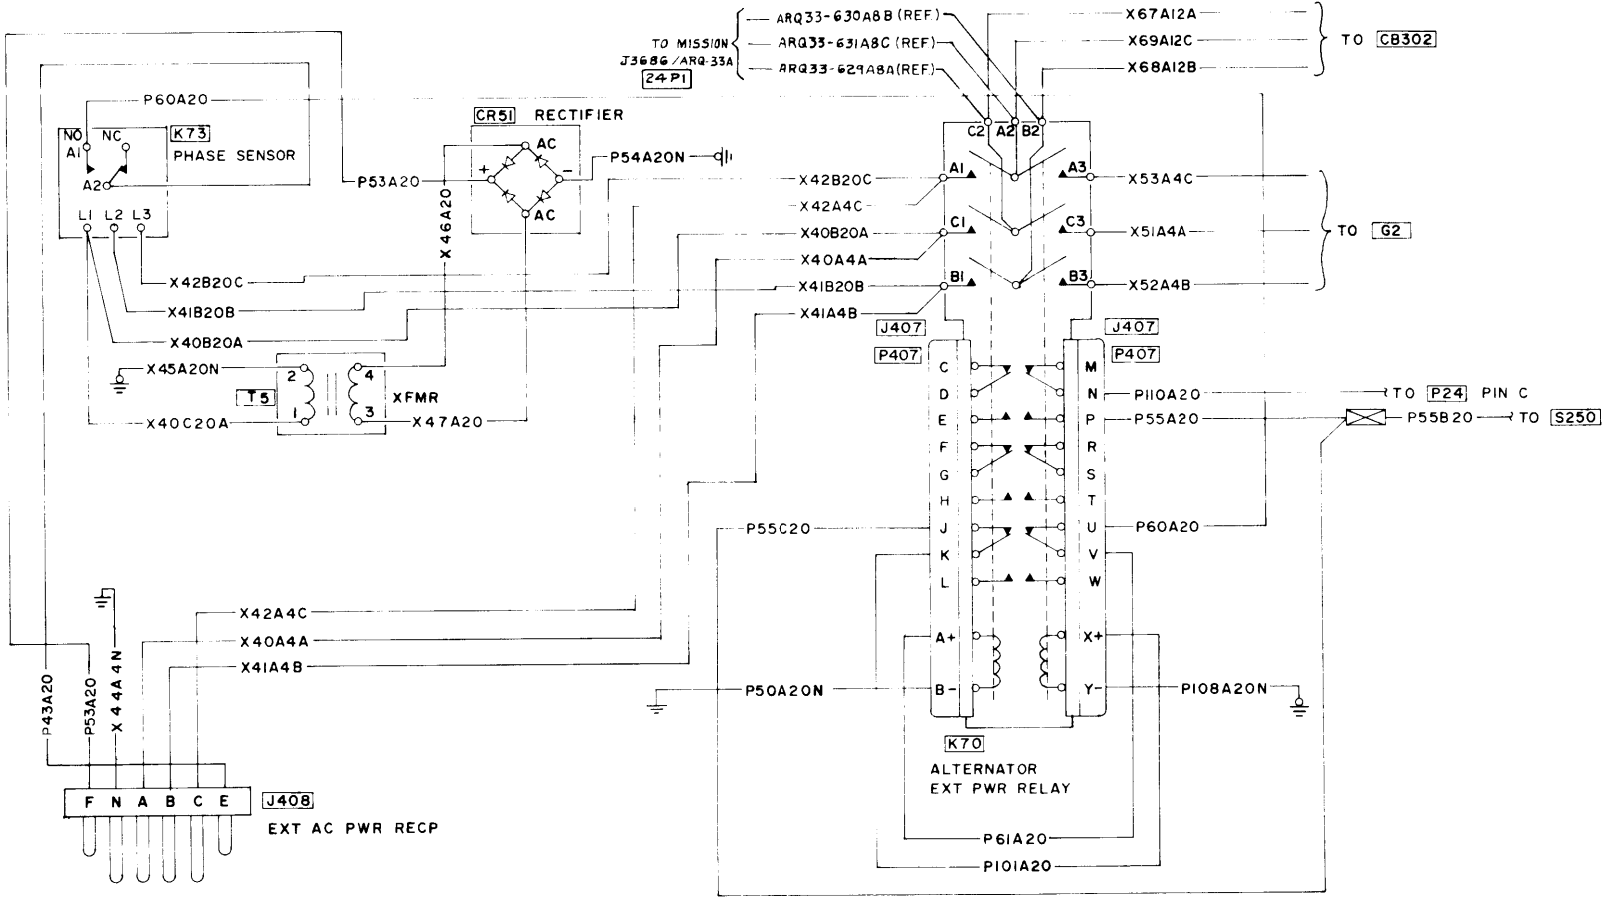 ARQ33-630A8B (REF.)
X67A12A
TO MISSION
ARQ33-631A8C (REF.)
X69A12C
TO CB302
J3686/ARQ-33A
ARQ33-629A8A (REF.)
X68A12B
24P1
P60A20
CR51 RECTIFIER
C2 A2 B2
NO NC K73
A1
PHASE SENSOR
A2
AC
+ -
AC
P54A20N
P53A20
X46A20
A1 A3
X42B20C
X53A4C
X42A4C
L1 L2 L3
C1 C3
X40B20A
X51A4A
TO G2
X40A4A
B1 B3
X42B20C
X41B20B
X52A4B
X41B20B
X41A4B
J407 J407
X40B20A
P407 P407
X45A20N
2 4
T5 XFMR
1 3
X40C20A
X47A20
C M
D N P110A20 TO P24 PIN C
E P P55A20 P55B20 TO S250
F R
G S
H T
P55C20 J U P60A20
K V
L W
X42A4C
X40A4A
A+ X+
X41A4B
P50A20N B- Y- P108A20N
P43A20
P53A20
X44A4N
K70
ALTERNATOR
EXT PWR RELAY
F N A B C E J408
EXT AC PWR RECP
P61A20
P101A20